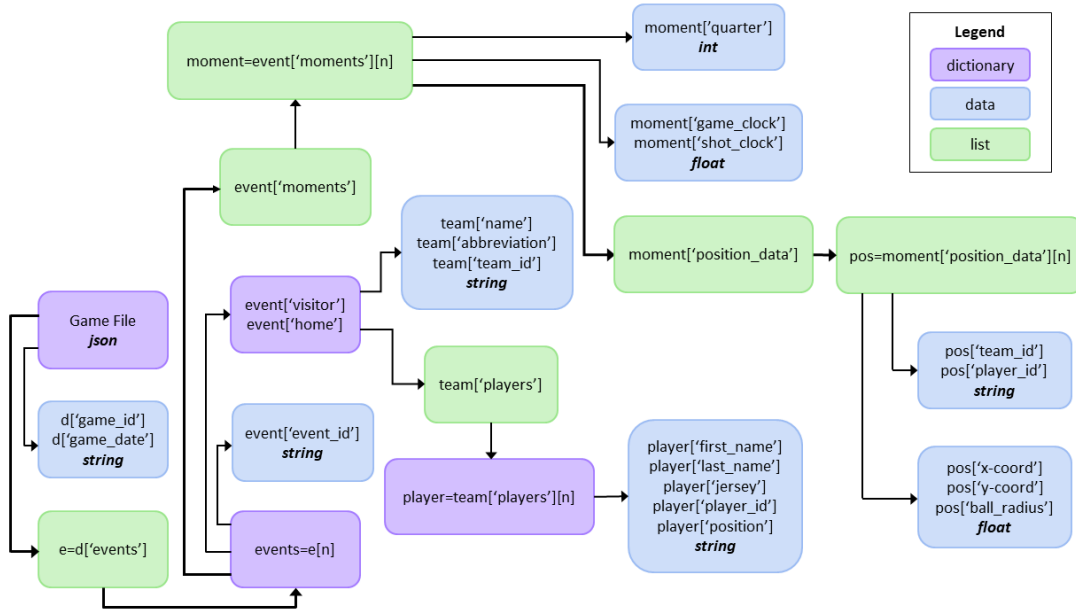 moment=event[‘moments’][n]
moment[‘quarter’]
int
Legend
dictionary
data
list
moment[‘game_clock’]
moment[‘shot_clock’]
float
event[‘moments’]
team[‘name’]
team[‘abbreviation’]
team[‘team_id’]
string
moment[‘position_data’]
pos=moment[‘position_data’][n]
event[‘visitor’]
event[‘home’]
Game File
json
team[‘players’]
pos[‘team_id’]
pos[‘player_id’]
string
d[‘game_id’]
d[‘game_date’]
string
event[‘event_id’]
string
player=team[‘players’][n]
player[‘first_name’]
player[‘last_name’]
player[‘jersey’]
player[‘player_id’]
player[‘position’]
string
pos[‘x-coord’]
pos[‘y-coord’]
pos[‘ball_radius’]
float
e=d[‘events’]
events=e[n]